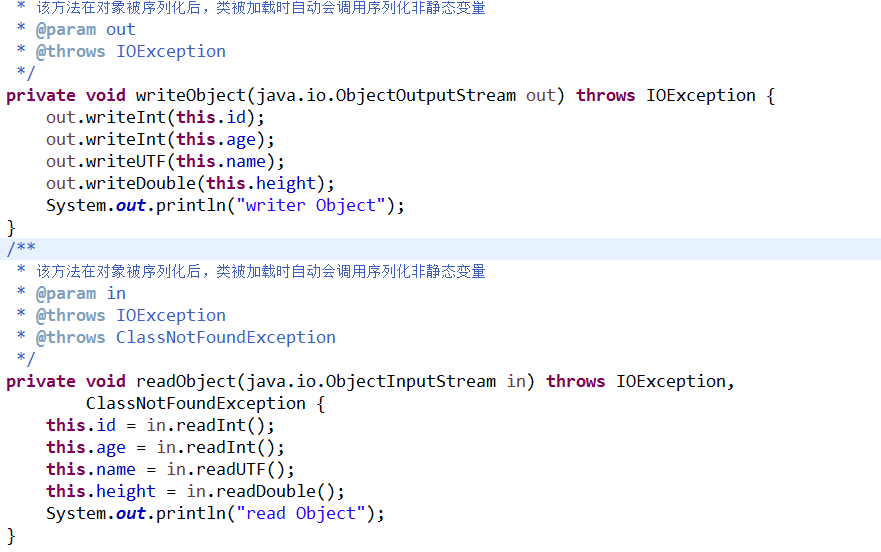 * 该方法在对象被序列化后，类被加载时自动会调用序列化非静态变量
* @param out
* @throws IOException
*/
private void writeObject(java.io.ObjectOutputStream out) throws IOException {
out.writeInt(this.id);
out.writeInt(this.age);
out.writeUTF(this.name);
out.writeDouble(this.height);
System.out.println("writer Object");
}
/**
* 该方法在对象被序列化后，类被加载时自动会调用序列化非静态变量
* @param in
* @throws IOException
* @throws ClassNotFoundException
*/
private void readObject(java.io.ObjectInputStream in) throws IOException,
ClassNotFoundException {
this.id = in.readInt();
this.age = in.readInt();
this.name = in.readUTF();
this.height = in.readDouble();
System.out.println("read Object");
}